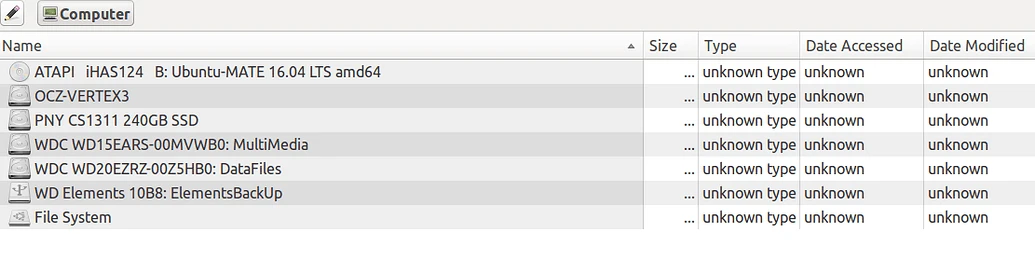 Computer
Name Size Type Date Accessed Date Modified
ATAPI iHAS124 B: Ubuntu-MATE 16.04 LTS amd64 ... unknown type unknown unknown
OCZ-VERTEX3 ... unknown type unknown unknown
PNY CS1311 240GB SSD ... unknown type unknown unknown
WDC WD15EARS-00MVWB0: MultiMedia ... unknown type unknown unknown
WDC WD20EZRZ-00Z5HB0: DataFiles ... unknown type unknown unknown
WD Elements 10B8: ElementsBackUp ... unknown type unknown unknown
File System ... unknown type unknown unknown